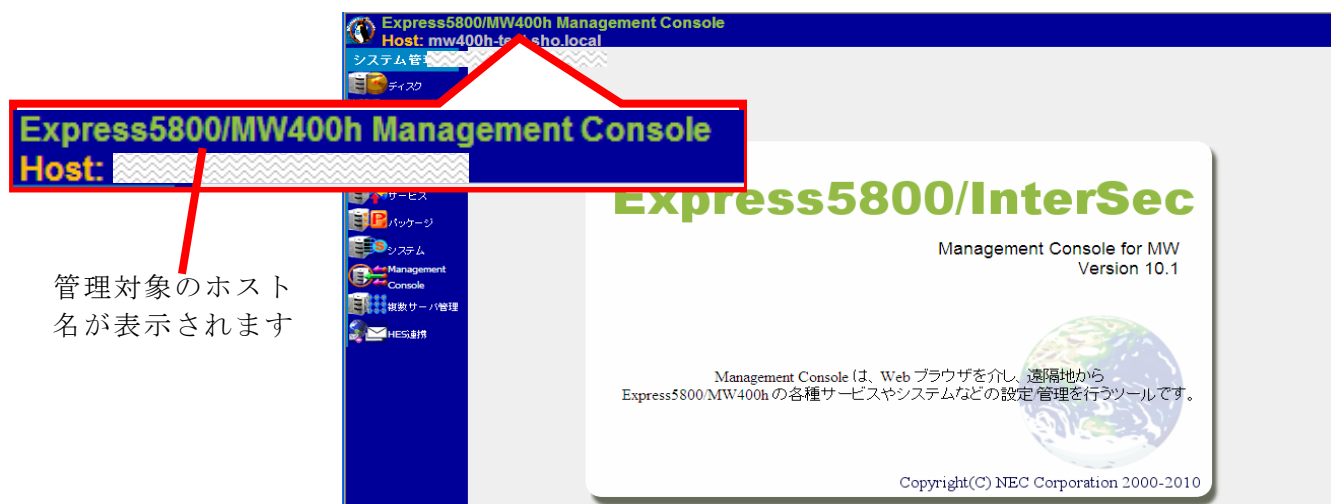 Express5800/MW400h Management Console
Host: mw400h-test.sho.local
システム管
ディスク
Express5800/MW400h Management Console
Host:
サービス
パッケージ
システム
Management
Console
複数サーバ管理
HES連携
管理対象のホスト
名が表示されます
Express5800/InterSec
Management Console for MW
Version 10.1
Management Console は、Web ブラウザを介し、遠隔地から
Express5800/MW400h の各種サービスやシステムなどの設定/管理を行うツールです。
Copyright(C) NEC Corporation 2000-2010